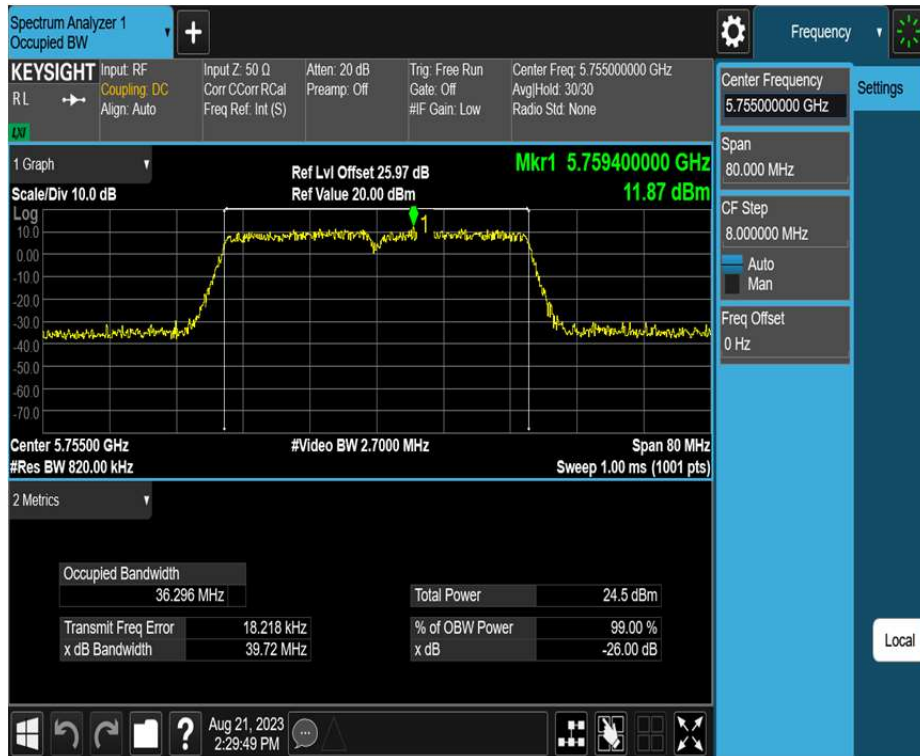 Spectrum Analyzer 1
Occupied BW
+
Frequency
KEYSIGHT
R L
LXI
Input: RF
Coupling: DC
Align: Auto
Input Z: 50 Ω
Corr CCorr RCal
Freq Ref: Int (S)
Atten: 20 dB
Preamp: Off
Trig: Free Run
Gate: Off
#IF Gain: Low
Center Freq: 5.755000000 GHz
Avg|Hold: 30/30
Radio Std: None
Center Frequency
5.755000000 GHz
Settings
Span
80.000 MHz
CF Step
8.000000 MHz
Auto
Man
Freq Offset
0 Hz
Local
1 Graph
Scale/Div 10.0 dB
Ref Lvl Offset 25.97 dB
Ref Value 20.00 dBm
Mkr1 5.759400000 GHz
11.87 dBm
Log
10.0
0.00
-10.0
-20.0
-30.0
-40.0
-50.0
-60.0
-70.0
1
Center 5.75500 GHz
#Video BW 2.7000 MHz
Span 80 MHz
#Res BW 820.00 kHz
Sweep 1.00 ms (1001 pts)
2 Metrics
Occupied Bandwidth
36.296 MHz
Total Power 24.5 dBm
Transmit Freq Error 18.218 kHz
% of OBW Power 99.00 %
x dB Bandwidth 39.72 MHz
x dB -26.00 dB
?
Aug 21, 2023
2:29:49 PM